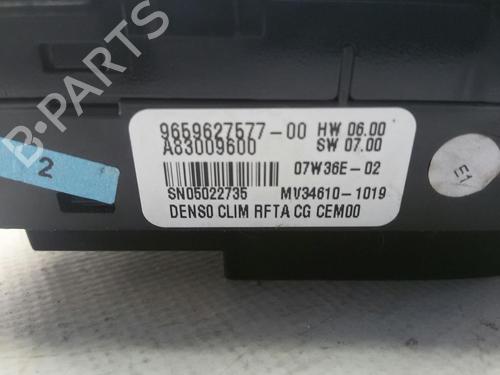 B-PARTS
9659627577-00 HW 06.00
A83009600 SW 07.00
07W36E-02
SN05022735 MV34610-1019
DENSO CLIM RFTA CG CEM00
2
E1